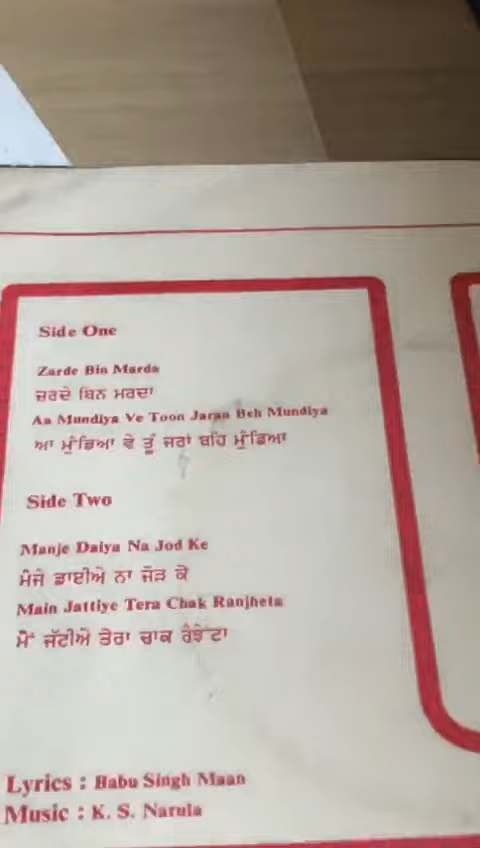 Side One
Zarde Bin Marda
ਜ਼ਰਦੇ ਬਿਨ ਮਰਦਾ
Aa Mundiya Ve Toon Jaran Beh Mundiya
ਆ ਮੁੰਡਿਆ ਵੇ ਤੂੰ ਜਰਾਂ ਬਹਿ ਮੁੰਡਿਆ
Side Two
Manje Daiya Na Jod Ke
ਮੰਜੇ ਡਾਈਏ ਨਾ ਜੋੜ ਕੇ
Main Jattiye Tera Chak Ranjheta
ਮੈਂ ਜੱਟੀਏ ਤੇਰਾ ਚਾਕ ਰੰਝੇਟਾ
Lyrics : Babu Singh Maan
Music : K. S. Narula